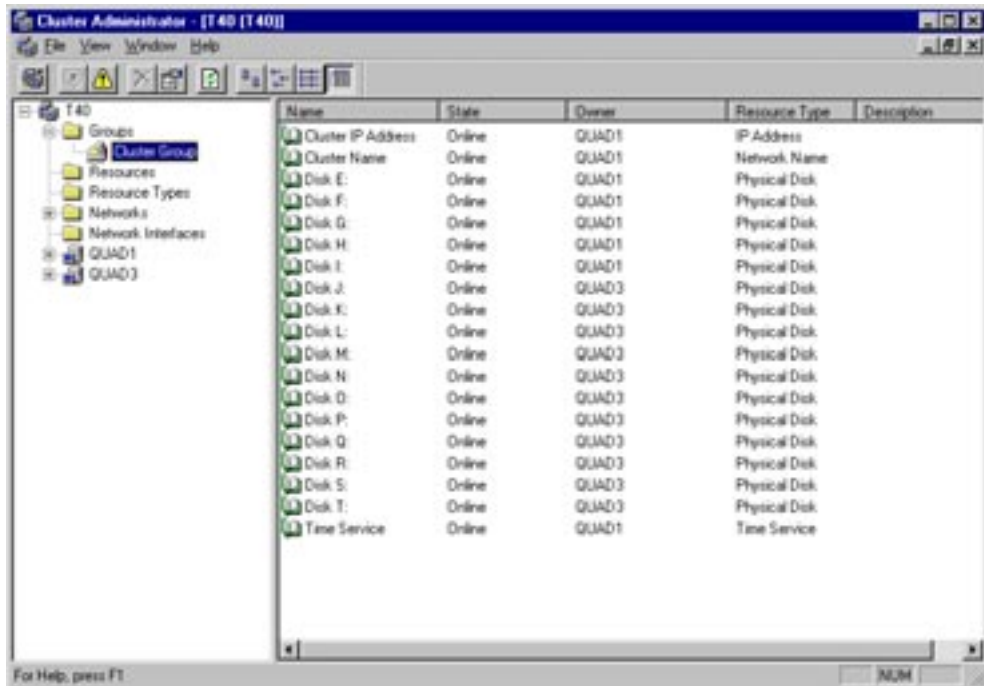 Cluster Administrator - [T40 (T40)]
File View Window Help
T40
Groups
Cluster Group
Resources
Resource Types
Networks
Network Interfaces
QUAD1
QUAD3
Name State Owner Resource Type Description
Cluster IP Address Online QUAD1 IP Address
Cluster Name Online QUAD1 Network Name
Disk E: Online QUAD1 Physical Disk
Disk F: Online QUAD1 Physical Disk
Disk G: Online QUAD1 Physical Disk
Disk H: Online QUAD1 Physical Disk
Disk I: Online QUAD1 Physical Disk
Disk J: Online QUAD3 Physical Disk
Disk K: Online QUAD3 Physical Disk
Disk L: Online QUAD3 Physical Disk
Disk M: Online QUAD3 Physical Disk
Disk N: Online QUAD3 Physical Disk
Disk O: Online QUAD3 Physical Disk
Disk P: Online QUAD3 Physical Disk
Disk Q: Online QUAD3 Physical Disk
Disk R: Online QUAD3 Physical Disk
Disk S: Online QUAD3 Physical Disk
Disk T: Online QUAD3 Physical Disk
Time Service Online QUAD1 Time Service
For Help, press F1
NUM